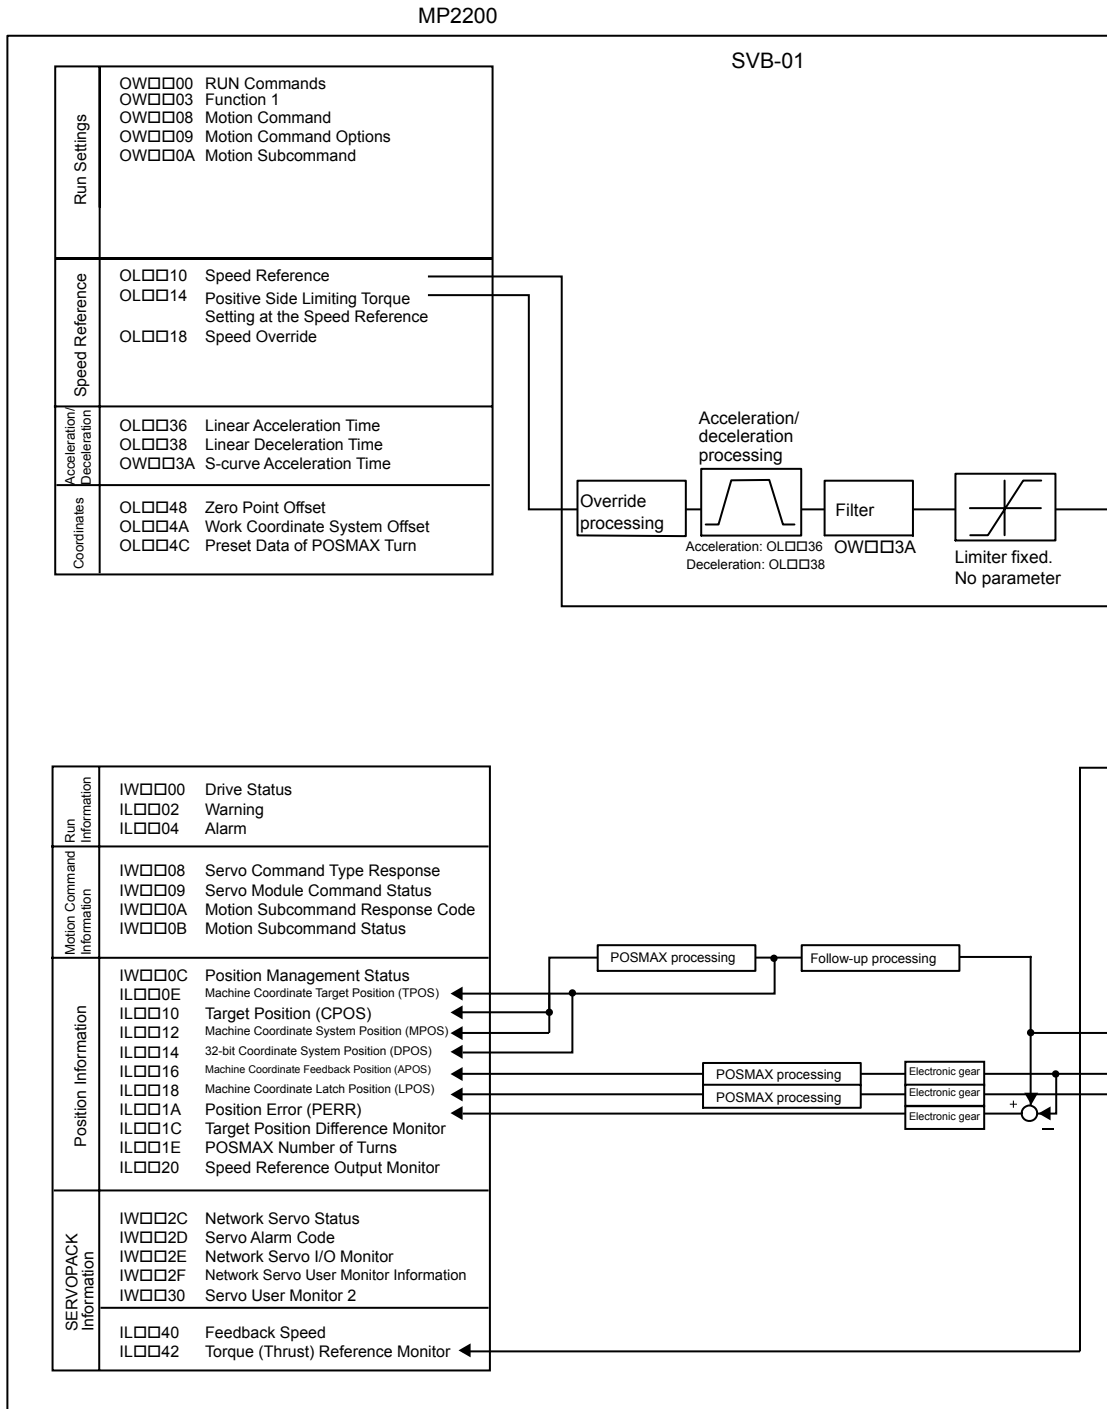 MP2200
SVB-01
Run Settings
OW□□00 RUN Commands
OW□□03 Function 1
OW□□08 Motion Command
OW□□09 Motion Command Options
OW□□0A Motion Subcommand
Speed Reference
OL□□10 Speed Reference
OL□□14 Positive Side Limiting Torque
Setting at the Speed Reference
OL□□18 Speed Override
Acceleration/
Deceleration
OL□□36 Linear Acceleration Time
OL□□38 Linear Deceleration Time
OW□□3A S-curve Acceleration Time
Coordinates
OL□□48 Zero Point Offset
OL□□4A Work Coordinate System Offset
OL□□4C Preset Data of POSMAX Turn
Override
processing
Acceleration/
deceleration
processing
Acceleration: OL□□36
Deceleration: OL□□38
Filter
OW□□3A
Limiter fixed.
No parameter
Run
Information
IW□□00 Drive Status
IL□□02 Warning
IL□□04 Alarm
Motion Command
Information
IW□□08 Servo Command Type Response
IW□□09 Servo Module Command Status
IW□□0A Motion Subcommand Response Code
IW□□0B Motion Subcommand Status
Position Information
IW□□0C Position Management Status
IL□□0E Machine Coordinate Target Position (TPOS)
IL□□10 Target Position (CPOS)
IL□□12 Machine Coordinate System Position (MPOS)
IL□□14 32-bit Coordinate System Position (DPOS)
IL□□16 Machine Coordinate Feedback Position (APOS)
IL□□18 Machine Coordinate Latch Position (LPOS)
IL□□1A Position Error (PERR)
IL□□1C Target Position Difference Monitor
IL□□1E POSMAX Number of Turns
IL□□20 Speed Reference Output Monitor
POSMAX processing
Follow-up processing
POSMAX processing
Electronic gear
POSMAX processing
Electronic gear
Electronic gear
+
−
SERVOPACK
Information
IW□□2C Network Servo Status
IW□□2D Servo Alarm Code
IW□□2E Network Servo I/O Monitor
IW□□2F Network Servo User Monitor Information
IW□□30 Servo User Monitor 2
IL□□40 Feedback Speed
IL□□42 Torque (Thrust) Reference Monitor